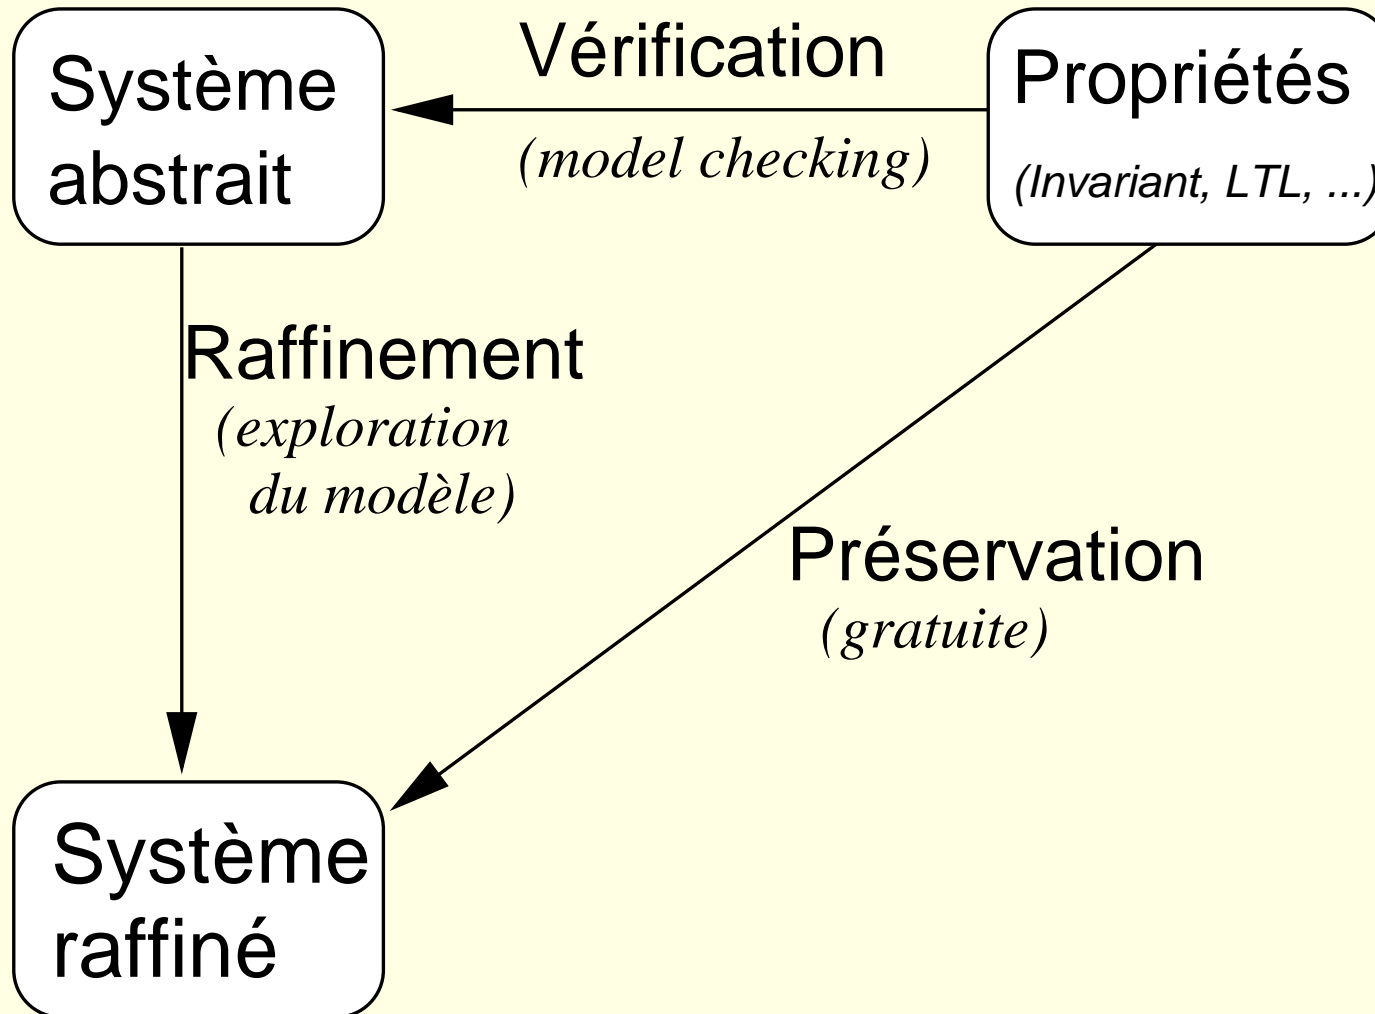 Système
abstrait
Vérification
(model checking)
Propriétés
(Invariant, LTL, ...)
Raffinement
(exploration
du modèle)
Préservation
(gratuite)
Système
raffiné